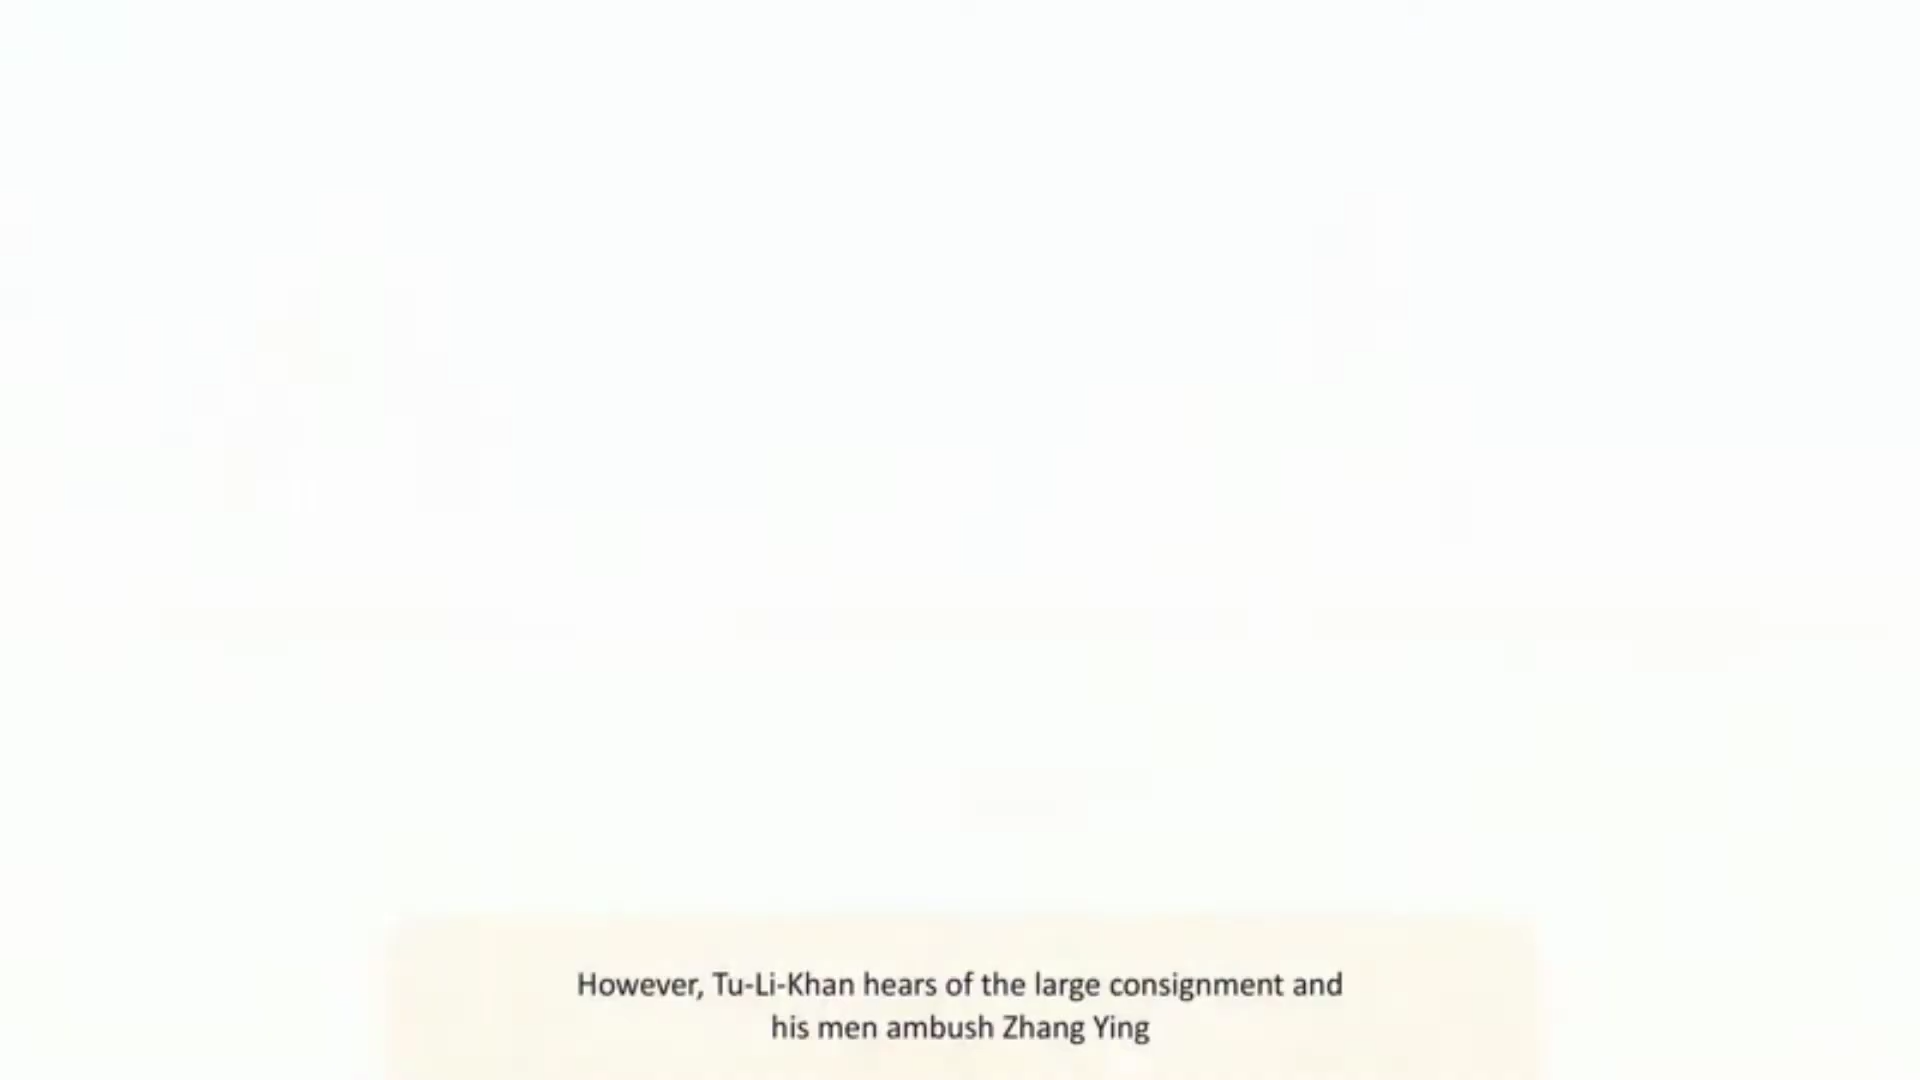 However, Tu-Li-Khan hears of the large consignment and
his men ambush Zhang Ying